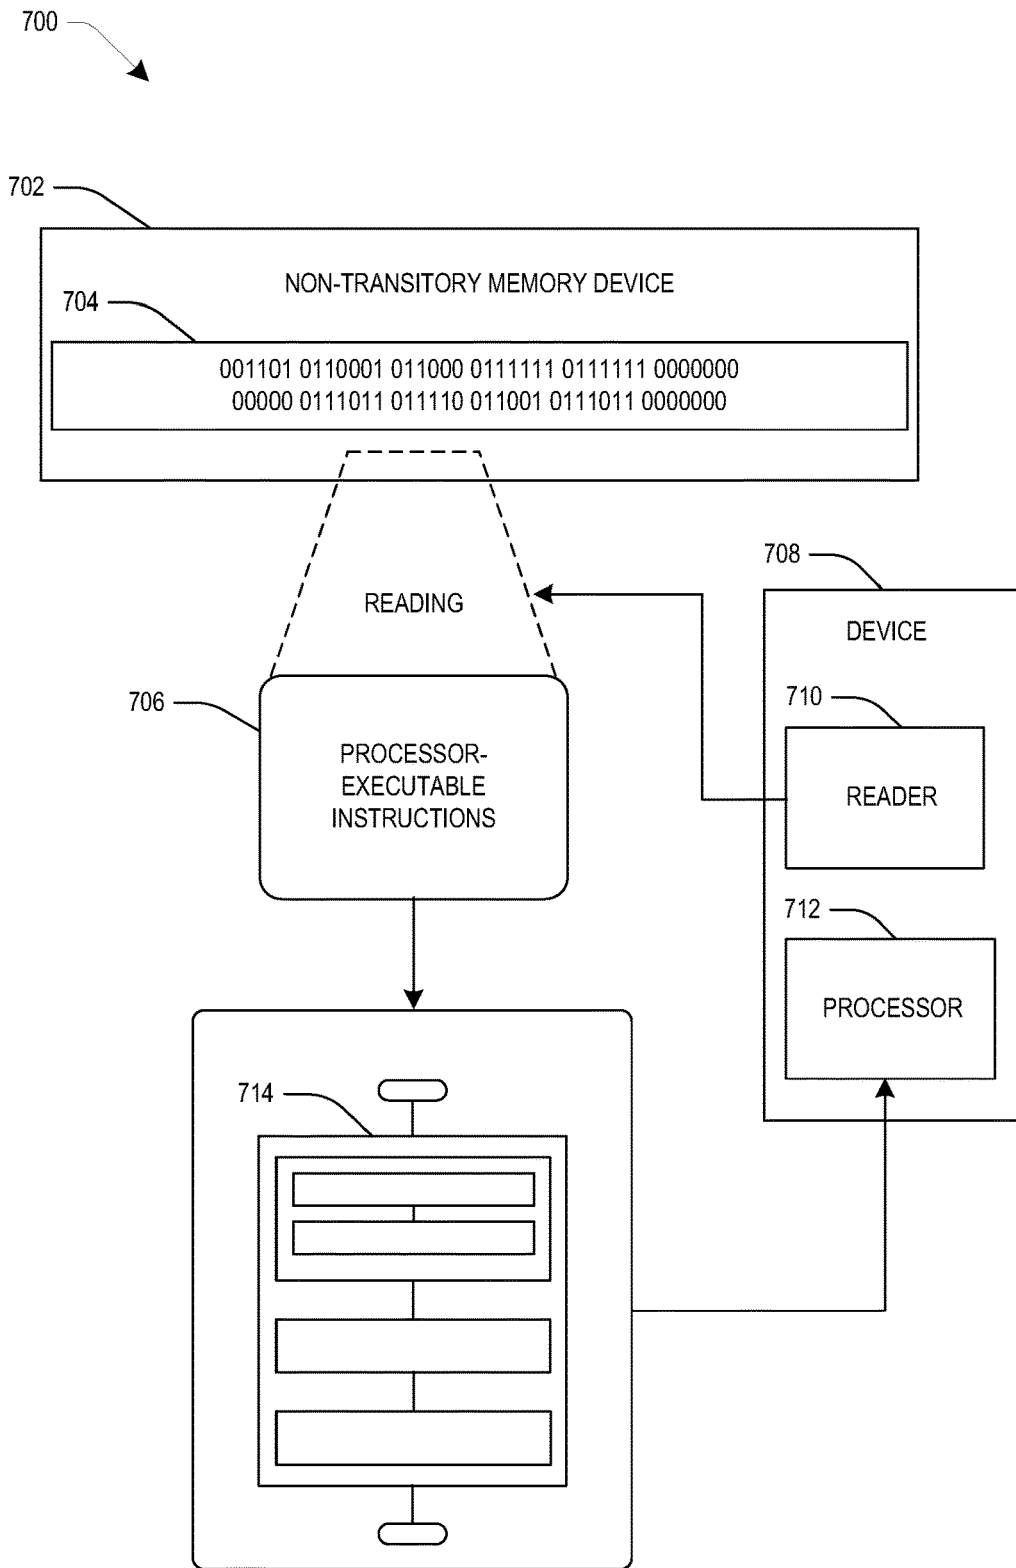 700
702
NON-TRANSITORY MEMORY DEVICE
704
001101 0110001 011000 0111111 0111111 0000000
00000 0111011 011110 011001 0111011 0000000
708
DEVICE
READING
706
710
PROCESSOR-
EXECUTABLE
INSTRUCTIONS
READER
712
PROCESSOR
714